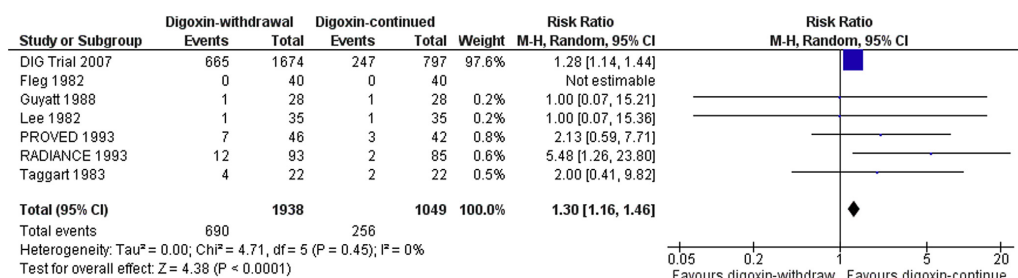 Digoxin-withdrawal Digoxin-continued Risk Ratio Risk Ratio
Study or Subgroup Events Total Events Total Weight M-H, Random, 95% CI M-H, Random, 95% CI
DIG Trial 2007 665 1674 247 797 97.6% 1.28 [1.14, 1.44]
Fleg 1982 0 40 0 40 Not estimable
Guyatt 1988 1 28 1 28 0.2% 1.00 [0.07, 15.21]
Lee 1982 1 35 1 35 0.2% 1.00 [0.07, 15.36]
PROVED 1993 7 46 3 42 0.8% 2.13 [0.59, 7.71]
RADIANCE 1993 12 93 2 85 0.6% 5.48 [1.26, 23.80]
Taggart 1983 4 22 2 22 0.5% 2.00 [0.41, 9.82]
Total (95% CI) 1938 1049 100.0% 1.30 [1.16, 1.46]
Total events 690 256
Heterogeneity: Tau² = 0.00; Chi² = 4.71, df = 5 (P = 0.45); I² = 0%
Test for overall effect: Z = 4.38 (P < 0.0001)
0.05 0.2 1 5 20
Favours digoxin-withdraw Favours digoxin-continue